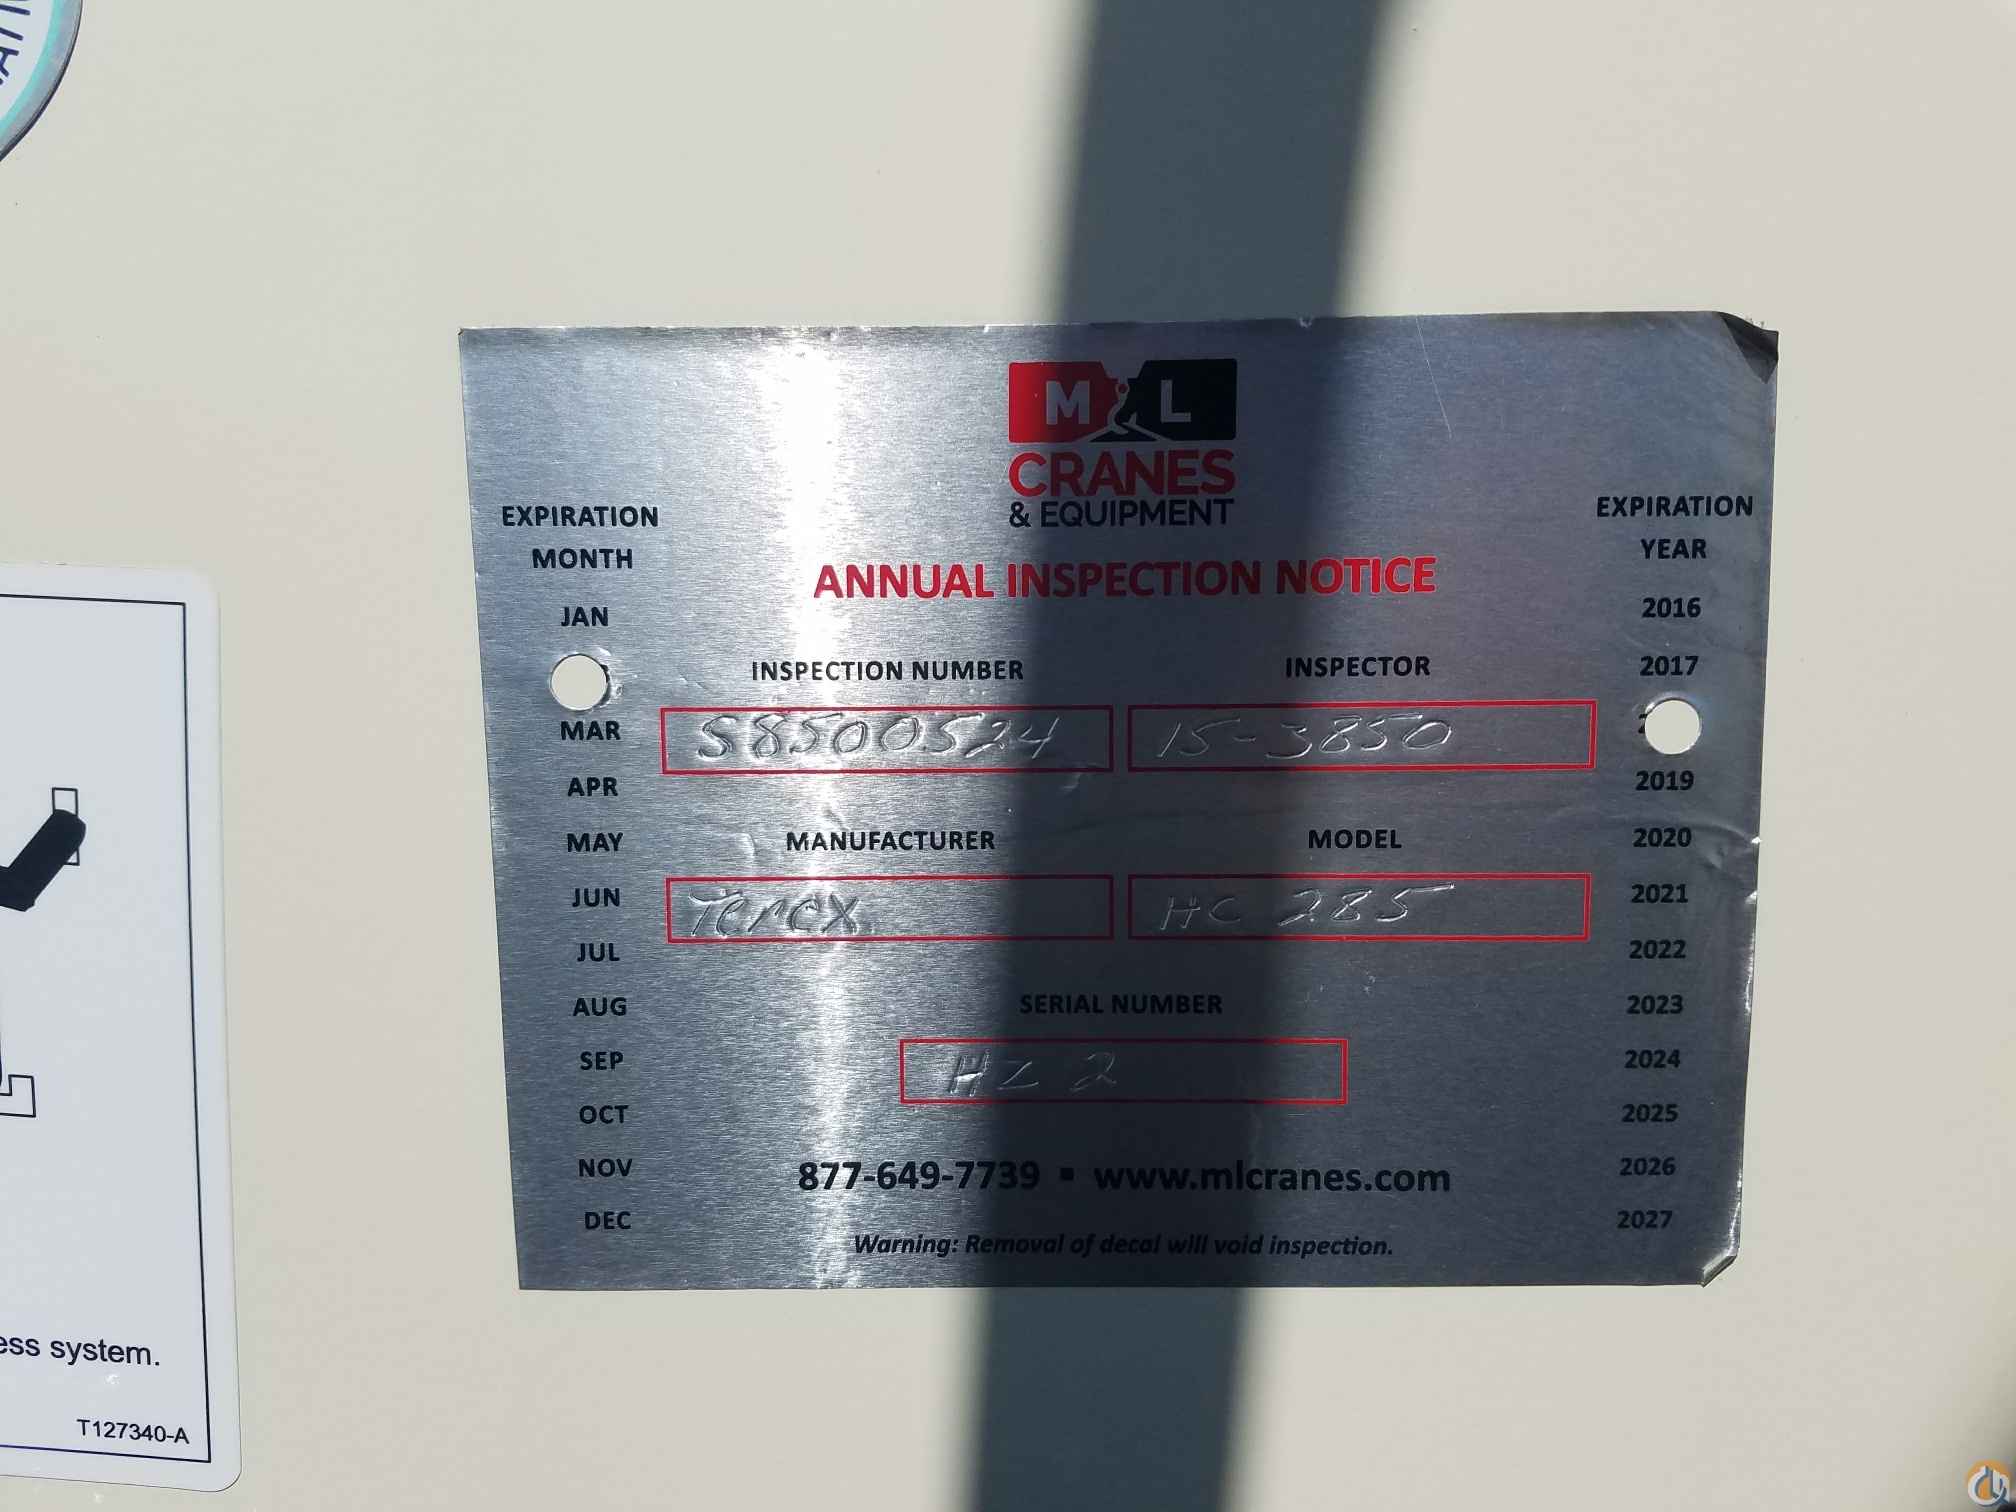 M L
CRANES
& EQUIPMENT
ANNUAL INSPECTION NOTICE
EXPIRATION
MONTH
JAN
MAR
APR
MAY
JUN
JUL
AUG
SEP
OCT
NOV
DEC
INSPECTION NUMBER
S8500524
INSPECTOR
15-3850
MANUFACTURER
Terex
MODEL
HC 285
SERIAL NUMBER
HZ 2
877-649-7739 ▪ www.mlcranes.com
Warning: Removal of decal will void inspection.
EXPIRATION
YEAR
2016
2017
2019
2020
2021
2022
2023
2024
2025
2026
2027
system.
T127340-A